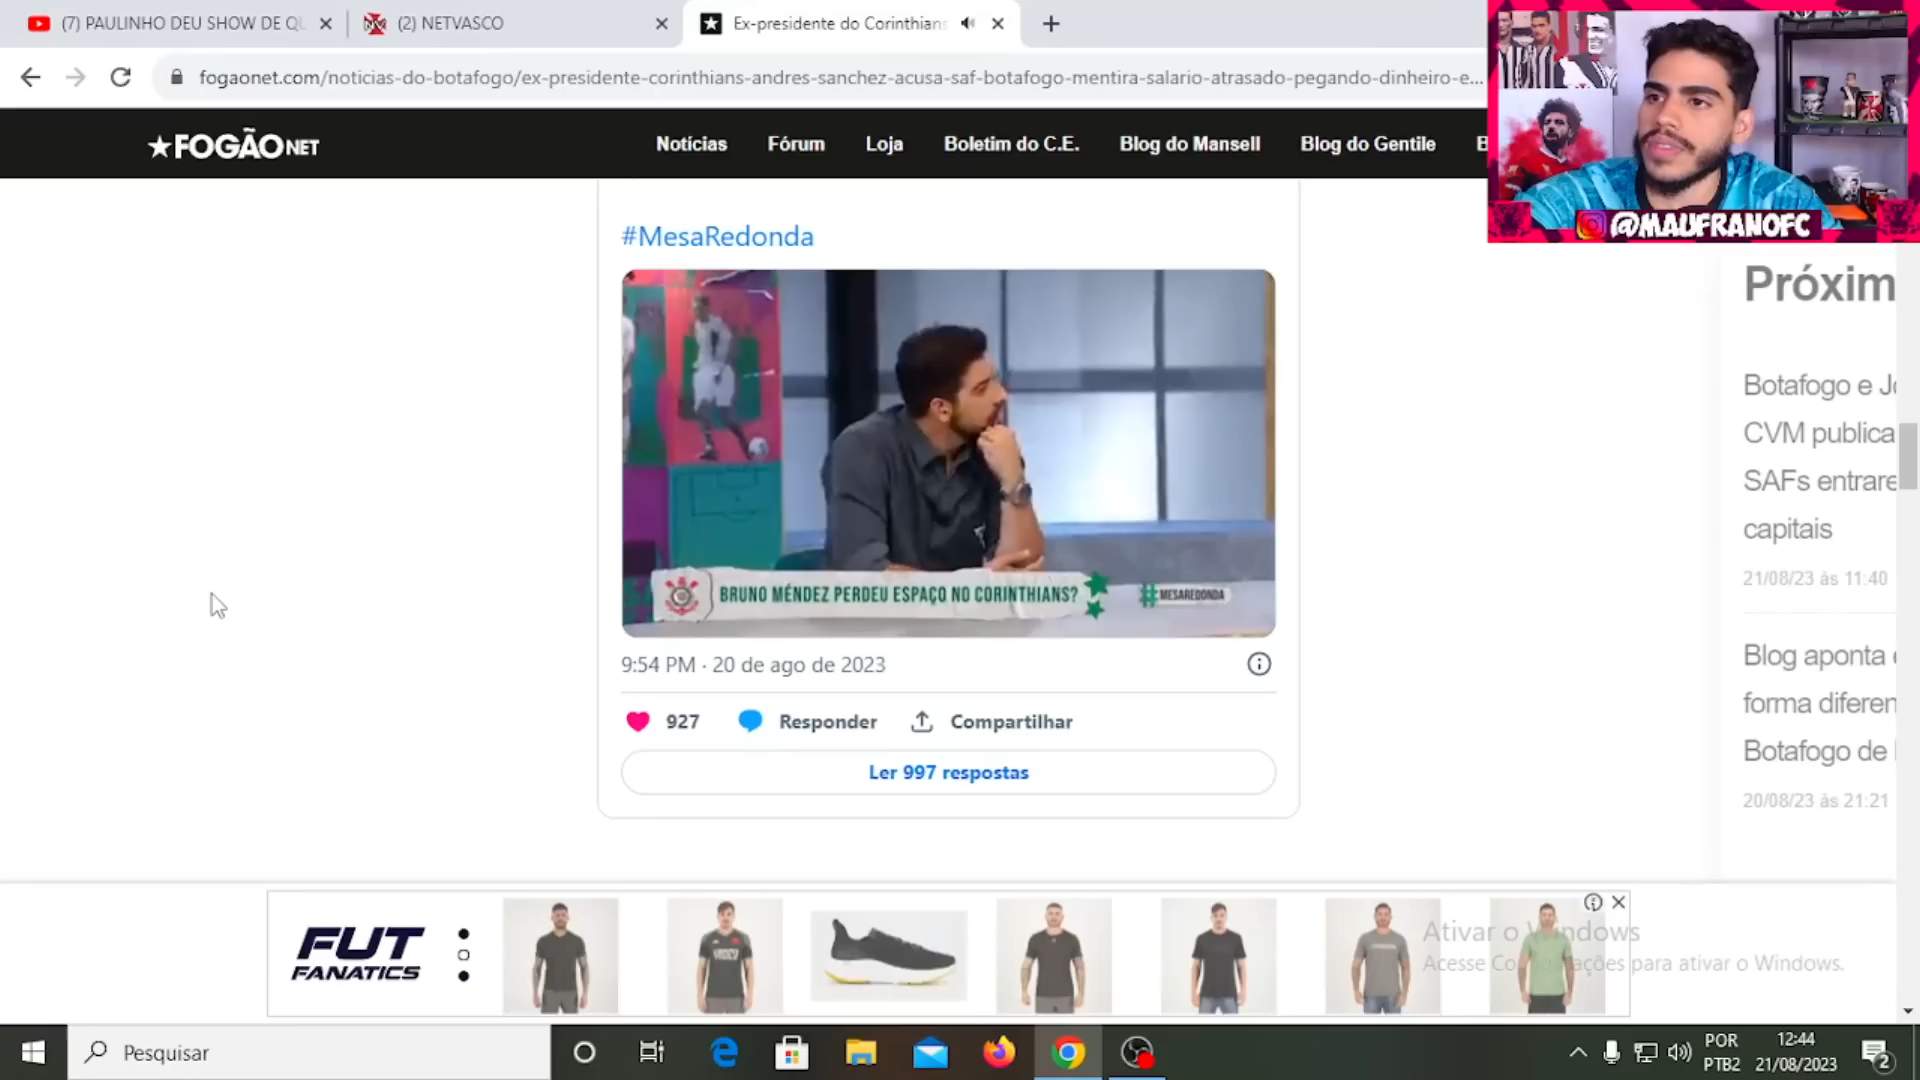 (7) PAULINHO DEU SHOW DE QU
(2) NETVASCO
Ex-presidente do Corinthians
fogaonet.com/noticias-do-botafogo/ex-presidente-corinthians-andres-sanchez-acusa-saf-botafogo-mentira-salario-atrasado-pegando-dinheiro-e...
FOGÃO NET
Notícias
Fórum
Loja
Boletim do C.E.
Blog do Mansell
Blog do Gentile
B
@MAUFRANOFC
#MesaRedonda
BRUNO MÉNDEZ PERDEU ESPAÇO NO CORINTHIANS?
#MESAREDONDA
9:54 PM · 20 de ago de 2023
927
Responder
Compartilhar
Ler 997 respostas
Próxim
Botafogo e Jo
CVM publica
SAFs entrare
capitais
21/08/23 às 11:40
Blog aponta
forma diferen
Botafogo de
20/08/23 às 21:21
FUT
FANATICS
VASCO
Ativar o Windows
Acesse Configurações para ativar o Windows.
Pesquisar
POR
PTB2
12:44
21/08/2023
2